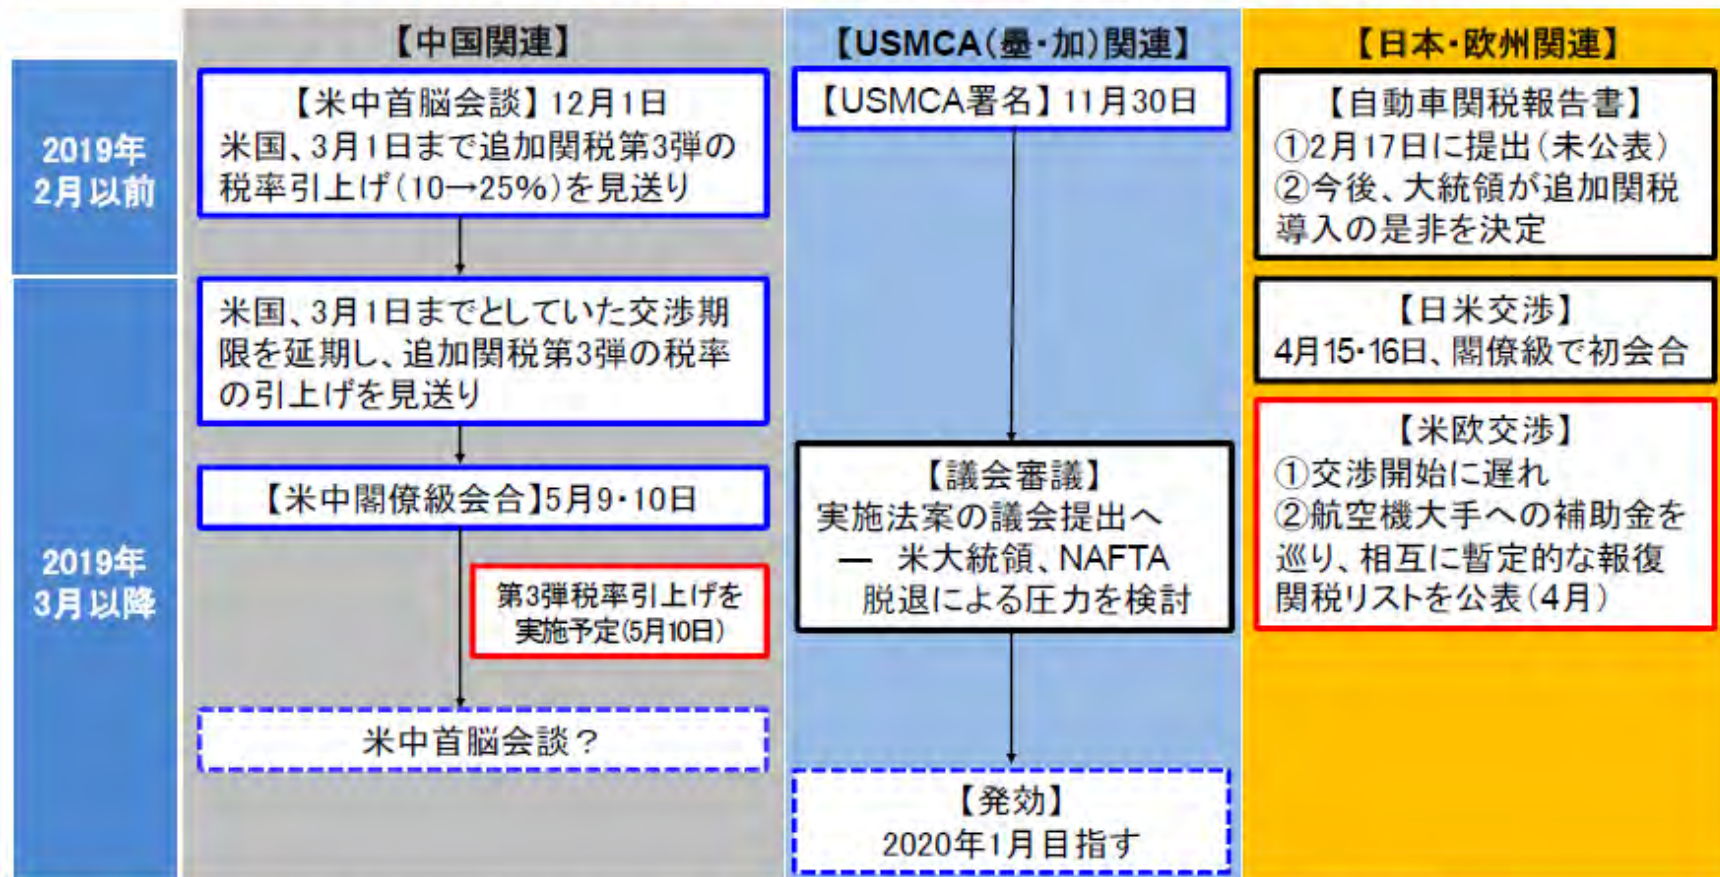 【中国関連】
【USMCA(墨・加)関連】
【日本・欧州関連】
2019年
2月以前
【米中首脳会談】12月1日
米国、3月1日まで追加関税第3弾の
税率引上げ(10→25%)を見送り
【USMCA署名】11月30日
【自動車関税報告書】
①2月17日に提出(未公表)
②今後、大統領が追加関税
導入の是非を決定
2019年
3月以降
米国、3月1日までとしていた交渉期
限を延期し、追加関税第3弾の税率
の引上げを見送り
【米中閣僚級会合】5月9・10日
第3弾税率引上げを
実施予定(5月10日)
米中首脳会談？
【議会審議】
実施法案の議会提出へ
― 米大統領、NAFTA
脱退による圧力を検討
【発効】
2020年1月目指す
【日米交渉】
4月15・16日、閣僚級で初会合
【米欧交渉】
①交渉開始に遅れ
②航空機大手への補助金を
巡り、相互に暫定的な報復
関税リストを公表(4月)